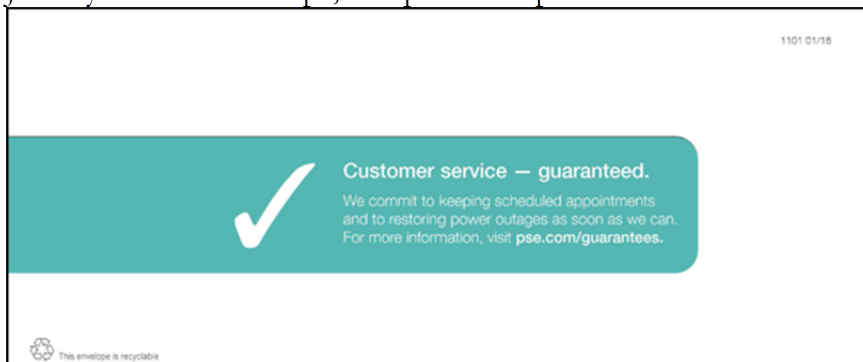 1101 01/16
Customer service — guaranteed.
We commit to keeping scheduled appointments
and to restoring power outages as soon as we can.
For more information, visit pse.com/guarantees.
This envelope is recyclable